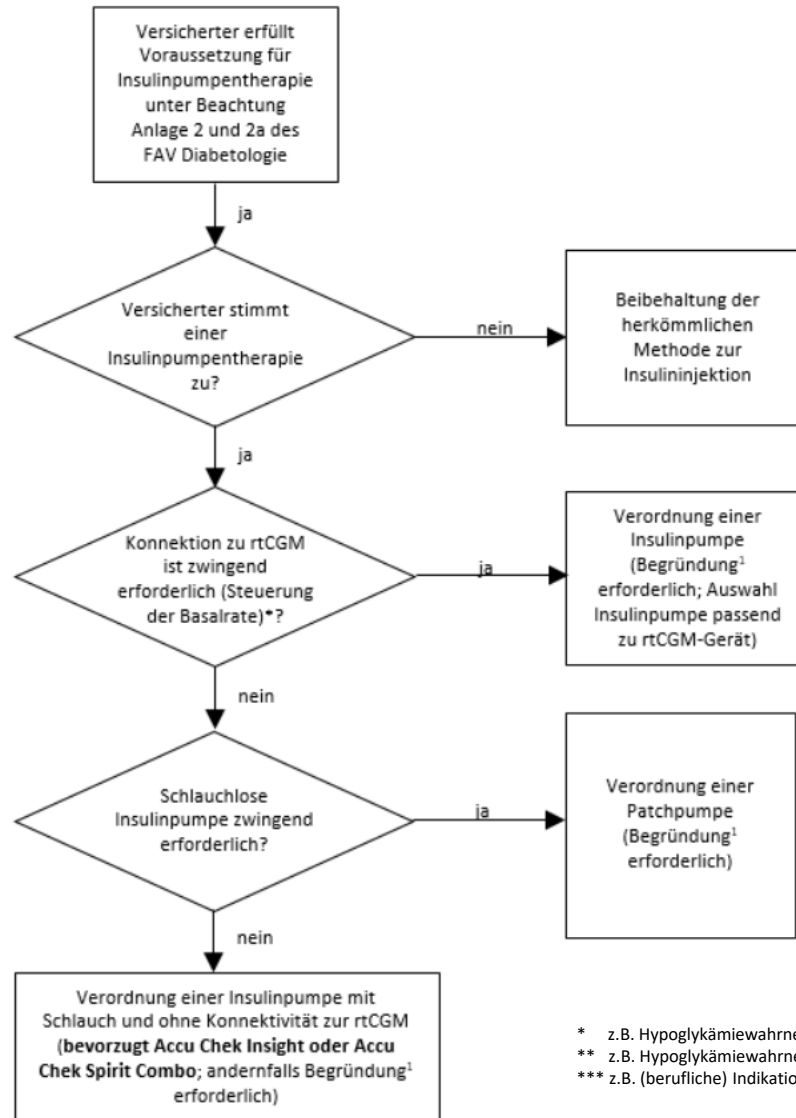 Versicherter erfüllt
Voraussetzung für
Insulinpumpentherapie
unter Beachtung
Anlage 2 und 2a des
FAV Diabetologie
ja
Versicherter stimmt
einer
Insulinpumpentherapie
zu?
nein
Beibehaltung der
herkömmlichen
Methode zur
Insulininjektion
ja
Konnektion zu rtCGM
ist zwingend
erforderlich (Steuerung
der Basalrate)*?
ja
Verordnung einer
Insulinpumpe
(Begründung¹
erforderlich; Auswahl
Insulinpumpe passend
zu rtCGM-Gerät)
nein
Schlauchlose
Insulinpumpe zwingend
erforderlich?
ja
Verordnung einer
Patchpumpe
(Begründung¹
erforderlich)
nein
Verordnung einer Insulinpumpe mit
Schlauch und ohne Konnektivität zur rtCGM
(bevorzugt Accu Chek Insight oder Accu
Chek Spirit Combo; andernfalls Begründung¹
erforderlich)
* z.B.
** z.B.
*** z.B. (berufliche)